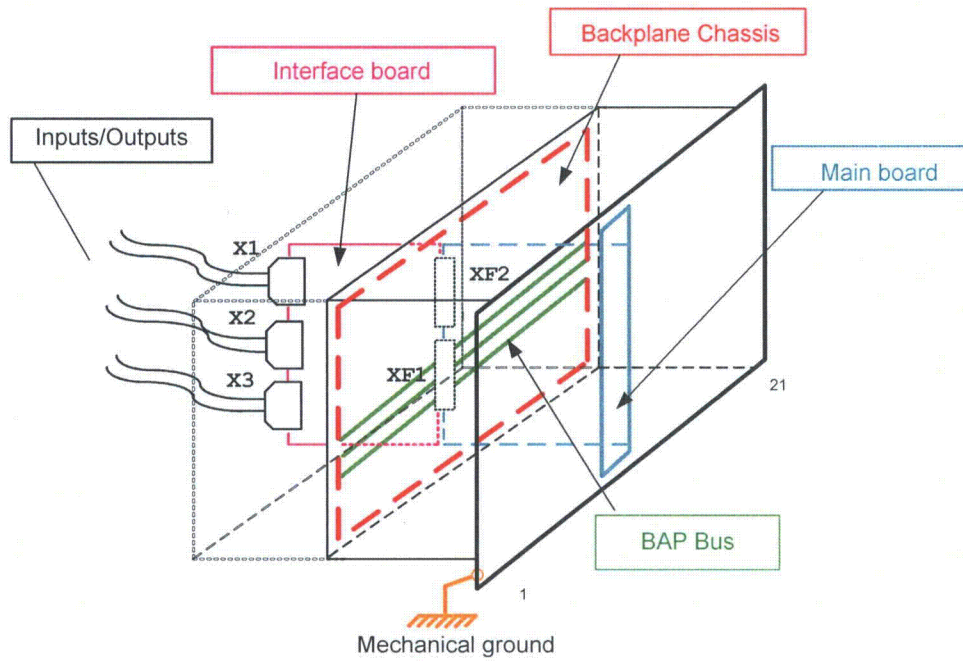 Backplane Chassis
Interface board
Inputs/Outputs
Main board
X1
XF2
X2
XF1
X3
21
BAP Bus
1
Mechanical ground